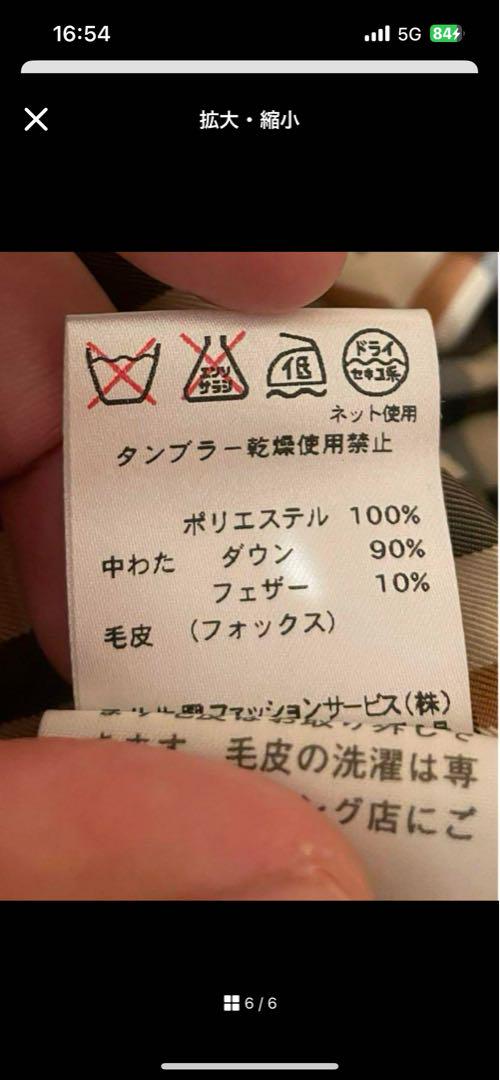 16:54
5G 84
拡大・縮小
エンソ
サラシ
低
ドライ
セキユ系
ネット使用
タンブラー乾燥使用禁止
ポリエステル 100%
中わた ダウン 90%
フェザー 10%
毛皮 (フォックス)
ファッションサービス(株)
毛皮の洗濯は専
ング店にご
6 / 6